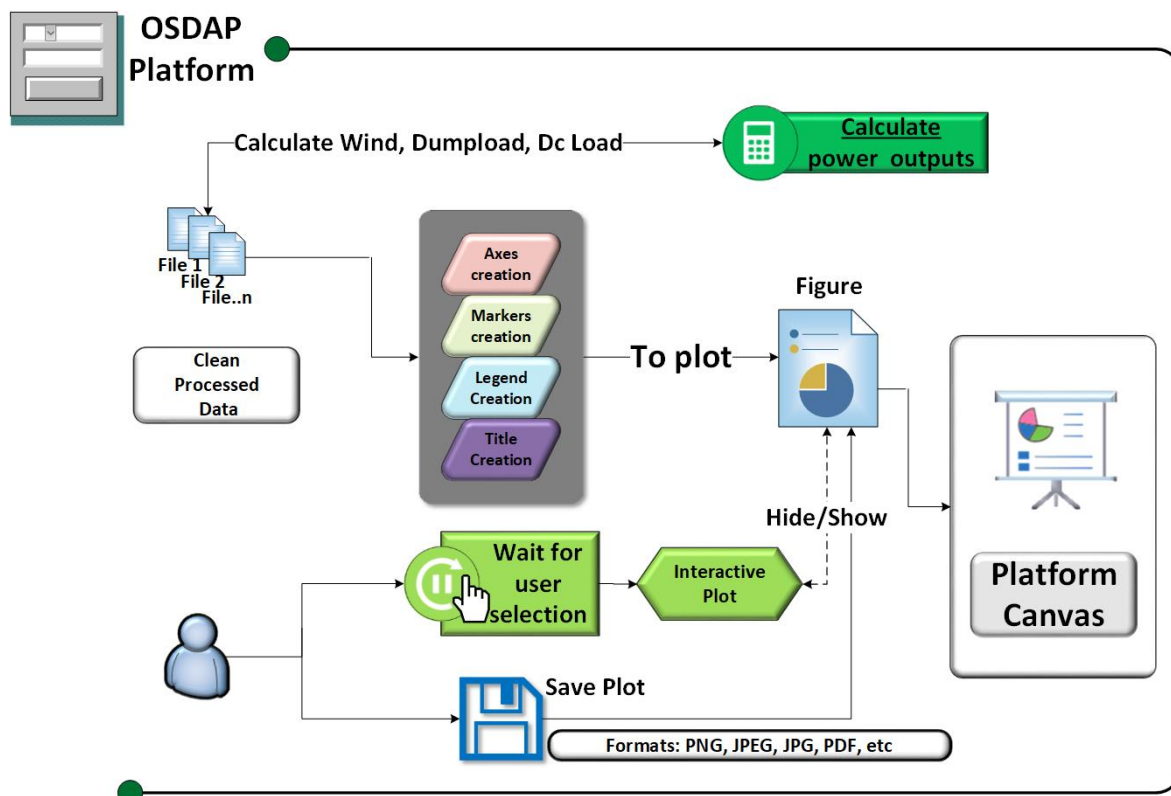 OSDAP
Platform
Calculate Wind, Dumpload, Dc Load
Calculate
power outputs
File 1
File 2
File..n
Clean
Processed
Data
Axes
creation
Markers
creation
Legend
Creation
Title
Creation
To plot
Figure
Hide/Show
Wait for
user
selection
Interactive
Plot
Platform
Canvas
Save Plot
Formats: PNG, JPEG, JPG, PDF, etc